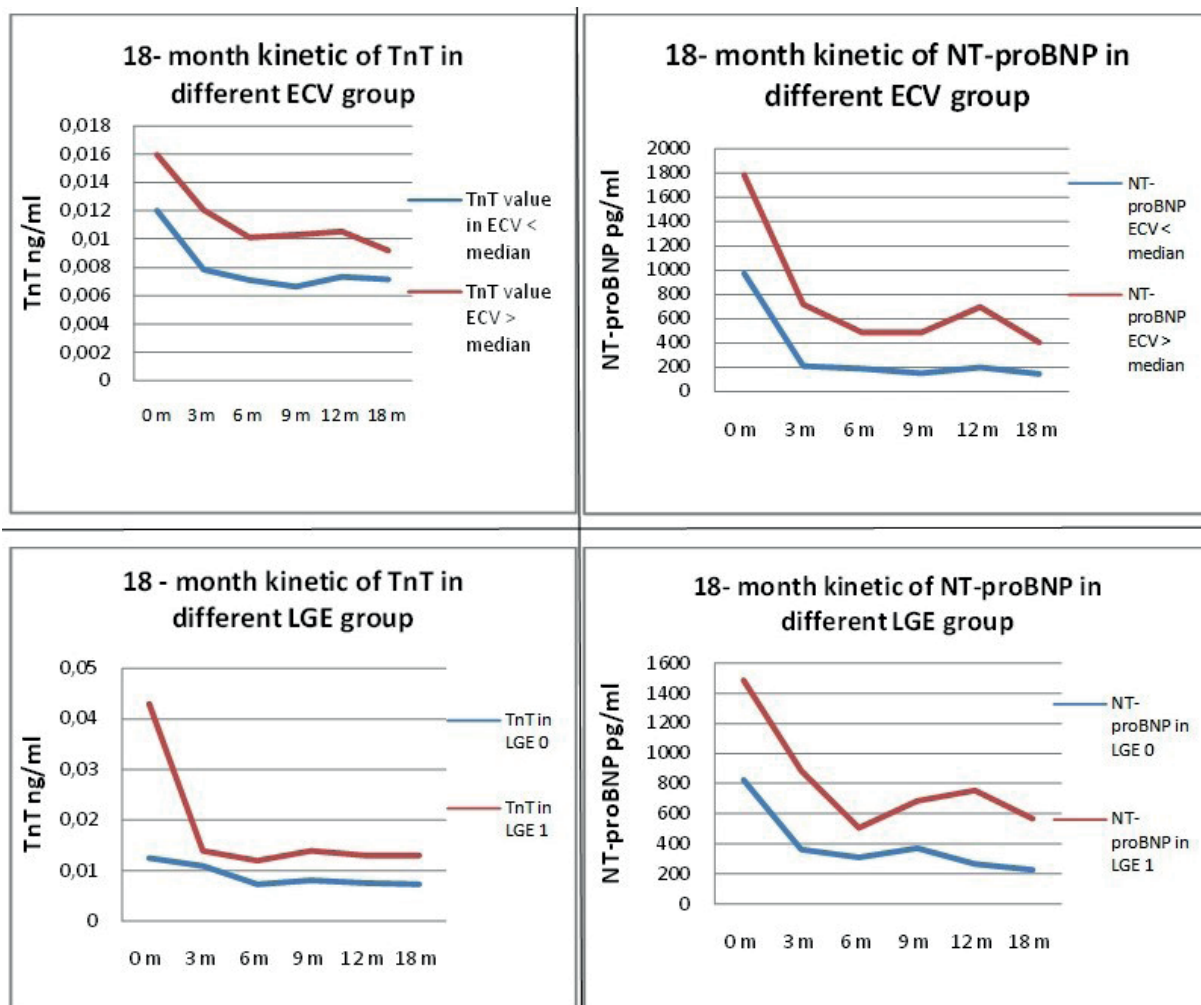 18- month kinetic of TnT in
different ECV group
TnT ng/ml
0,018
0,016
0,014
0,012
0,01
0,008
0,006
0,004
0,002
0
0 m 3 m 6 m 9 m 12 m 18 m
TnT value
in ECV <
median
TnT value
ECV >
median
18- month kinetic of NT-proBNP in
different ECV group
NT-proBNP pg/ml
2000
1800
1600
1400
1200
1000
800
600
400
200
0
0 m 3 m 6 m 9 m 12 m 18 m
NT-
proBNP
ECV <
median
NT-
proBNP
ECV >
median
18 - month kinetic of TnT in
different LGE group
TnT ng/ml
0,05
0,04
0,03
0,02
0,01
0
0 m 3 m 6 m 9 m 12 m 18 m
TnT in
LGE 0
TnT in
LGE 1
18- month kinetic of NT-proBNP in
different LGE group
NT-proBNP pg/ml
1600
1400
1200
1000
800
600
400
200
0
0 m 3 m 6 m 9 m 12 m 18 m
NT-
proBNP in
LGE 0
NT-
proBNP in
LGE 1